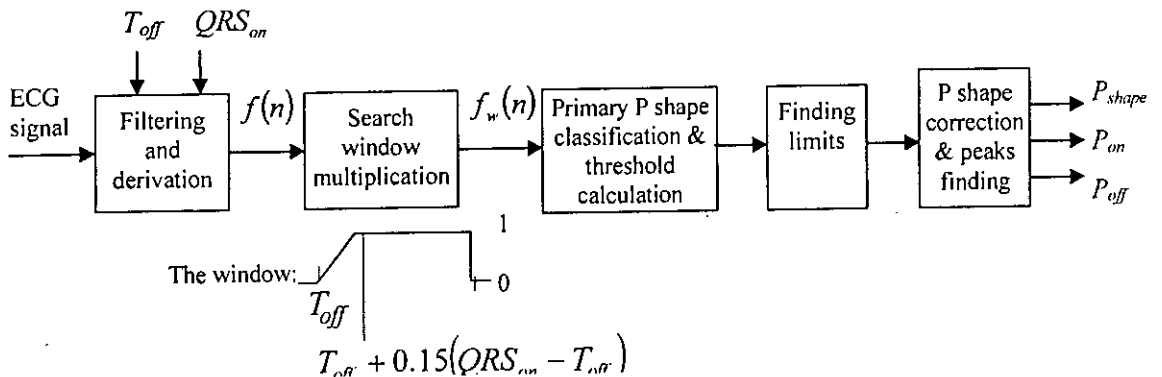 T_off QRS_on
ECG signal
Filtering and derivation
f(n)
Search window multiplication
f_w(n)
Primary P shape classification & threshold calculation
Finding limits
P shape correction & peaks finding
P_shape
P_on
P_off
The window:
1
0
T_off
T_off + 0.15(QRS_on − T_off)